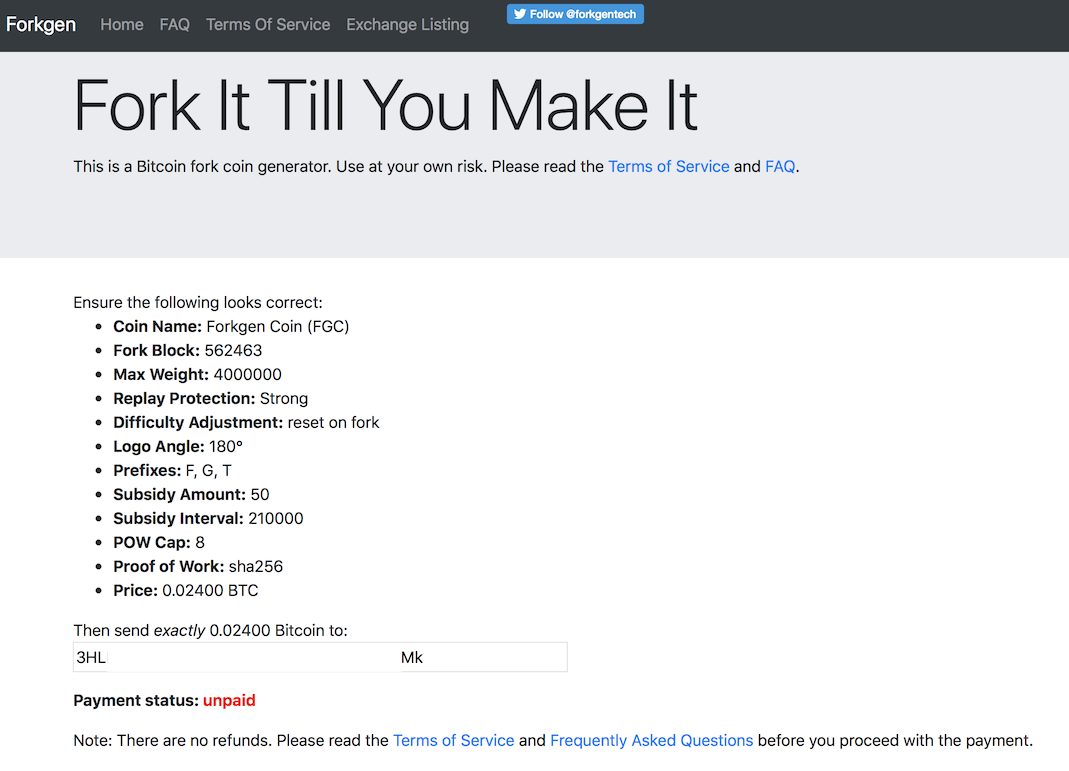 Forkgen Home FAQ Terms Of Service Exchange Listing Follow @forkgentech
Fork It Till You Make It
This is a Bitcoin fork coin generator. Use at your own risk. Please read the Terms of Service and FAQ.
Ensure the following looks correct:
• Coin Name: Forkgen Coin (FGC)
• Fork Block: 562463
• Max Weight: 4000000
• Replay Protection: Strong
• Difficulty Adjustment: reset on fork
• Logo Angle: 180°
• Prefixes: F, G, T
• Subsidy Amount: 50
• Subsidy Interval: 210000
• POW Cap: 8
• Proof of Work: sha256
• Price: 0.02400 BTC
Then send exactly 0.02400 Bitcoin to:
3HL Mk
Payment status: unpaid
Note: There are no refunds. Please read the Terms of Service and Frequently Asked Questions before you proceed with the payment.